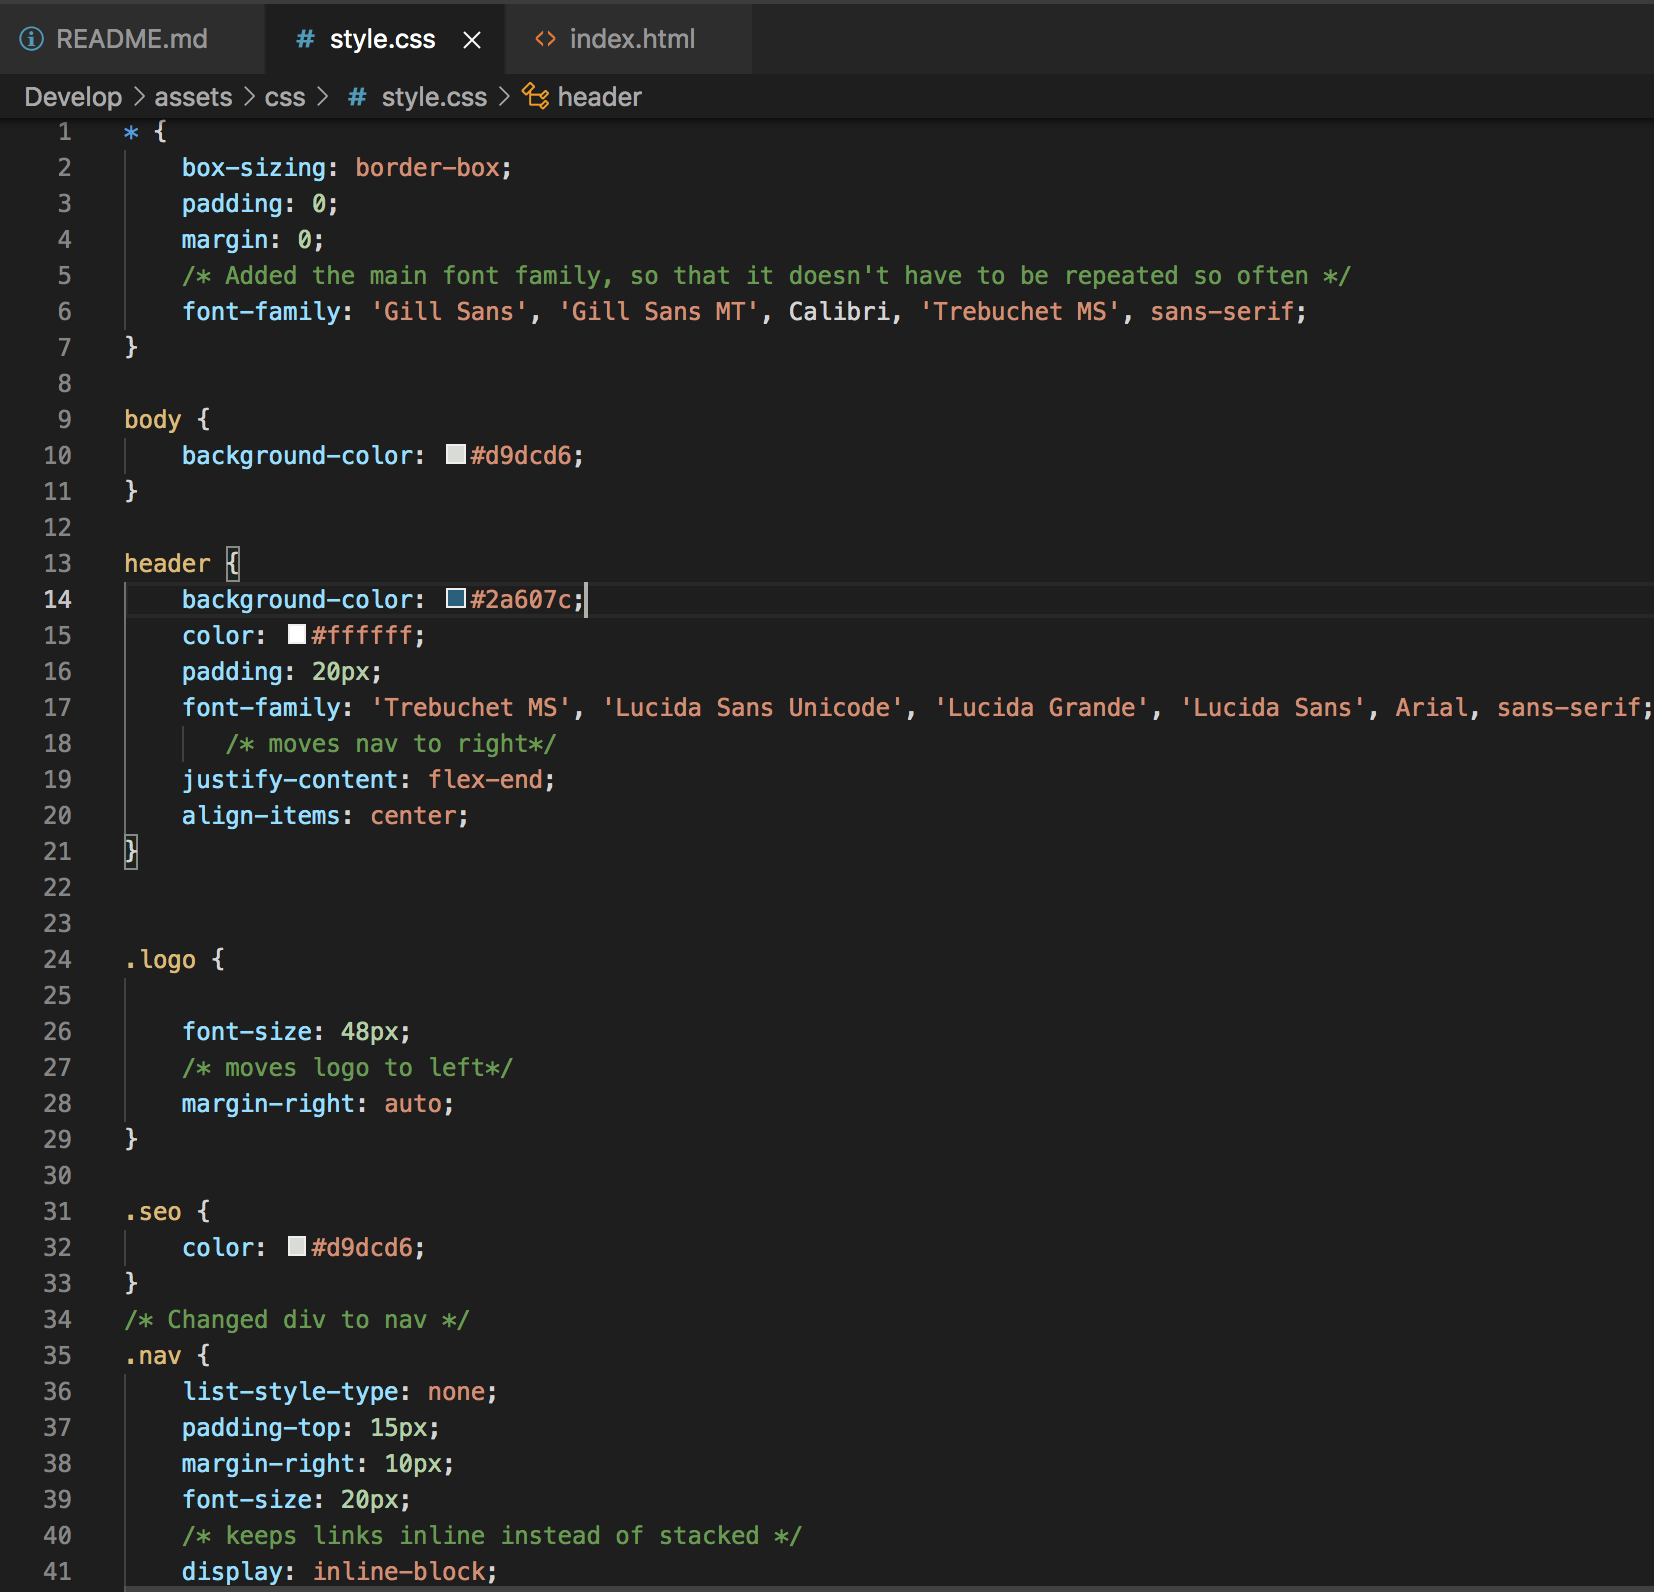 README.md # style.css × <> index.html
Develop > assets > css > # style.css > header
1 * {
2     box-sizing: border-box;
3     padding: 0;
4     margin: 0;
5     /* Added the main font family, so that it doesn't have to be repeated so often */
6     font-family: 'Gill Sans', 'Gill Sans MT', Calibri, 'Trebuchet MS', sans-serif;
7 }
8
9 body {
10     background-color: #d9dcd6;
11 }
12
13 header {
14     background-color: #2a607c;
15     color: #ffffff;
16     padding: 20px;
17     font-family: 'Trebuchet MS', 'Lucida Sans Unicode', 'Lucida Grande', 'Lucida Sans', Arial, sans-serif;
18        /* moves nav to right*/
19     justify-content: flex-end;
20     align-items: center;
21 }
22
23
24 .logo {
25
26     font-size: 48px;
27     /* moves logo to left*/
28     margin-right: auto;
29 }
30
31 .seo {
32     color: #d9dcd6;
33 }
34 /* Changed div to nav */
35 .nav {
36     list-style-type: none;
37     padding-top: 15px;
38     margin-right: 10px;
39     font-size: 20px;
40     /* keeps links inline instead of stacked */
41     display: inline-block;